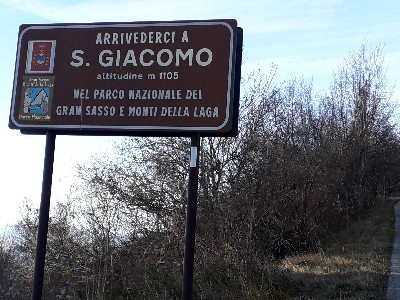 ARRIVEDERCI A
S. GIACOMO
altitudine m 1105
NEL PARCO NAZIONALE DEL
GRAN SASSO E MONTI DELLA LAGA